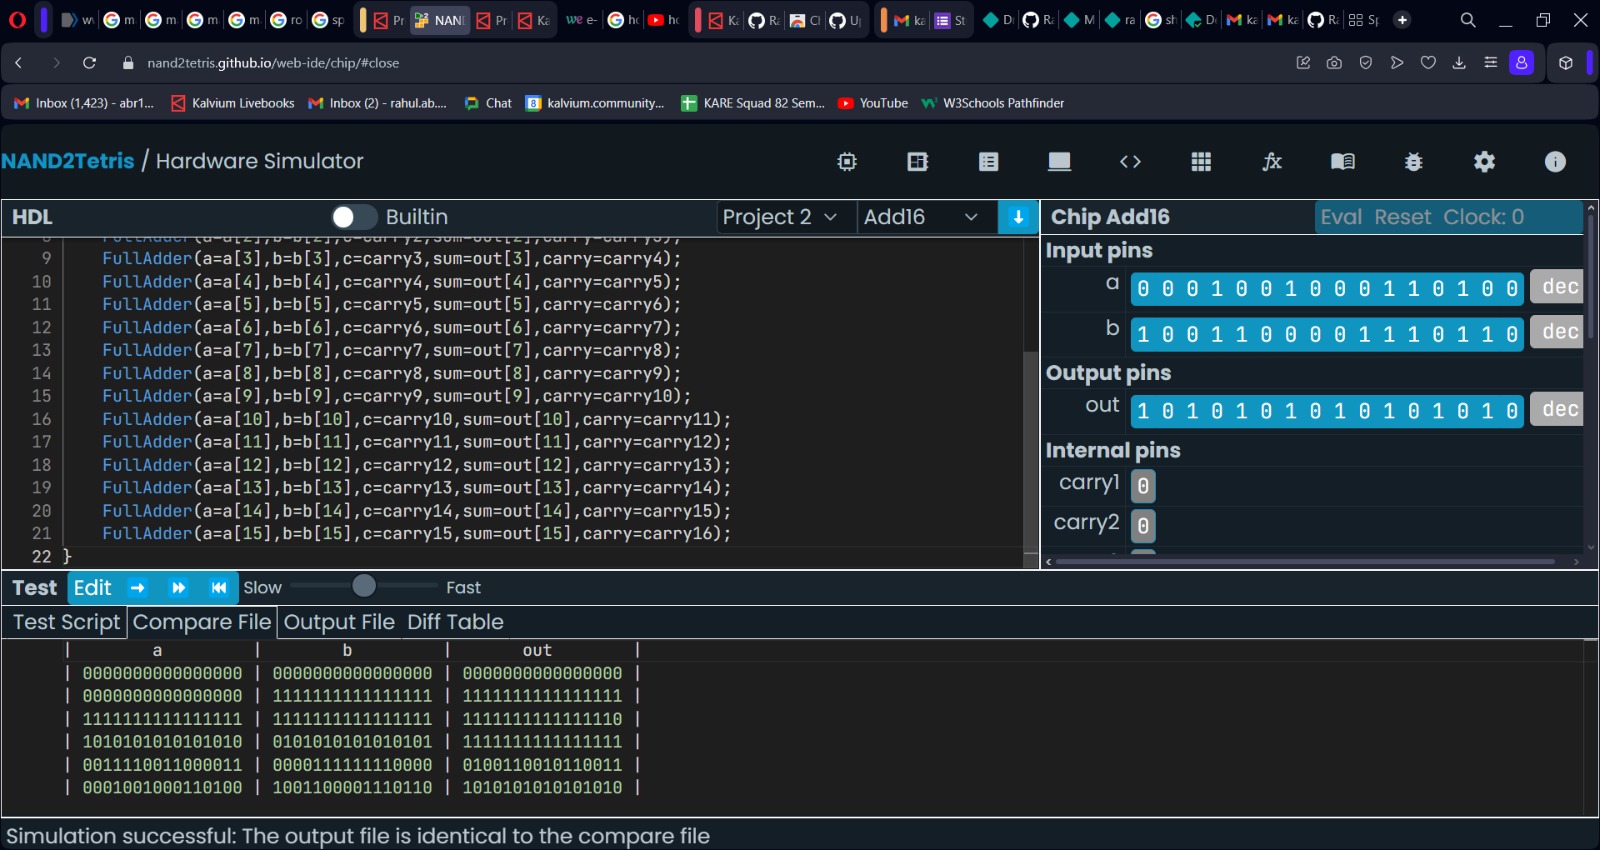 nand2tetris.github.io/web-ide/chip/#close
Inbox (1,423) - abr1... Kalvium Livebooks Inbox (2) - rahul.ab.... Chat kalvium.community... KARE Squad 82 Sem... YouTube W3Schools Pathfinder
NAND2Tetris / Hardware Simulator
HDL Builtin Project 2 Add16
9 FullAdder(a=a[3],b=b[3],c=carry3,sum=out[3],carry=carry4);
10 FullAdder(a=a[4],b=b[4],c=carry4,sum=out[4],carry=carry5);
11 FullAdder(a=a[5],b=b[5],c=carry5,sum=out[5],carry=carry6);
12 FullAdder(a=a[6],b=b[6],c=carry6,sum=out[6],carry=carry7);
13 FullAdder(a=a[7],b=b[7],c=carry7,sum=out[7],carry=carry8);
14 FullAdder(a=a[8],b=b[8],c=carry8,sum=out[8],carry=carry9);
15 FullAdder(a=a[9],b=b[9],c=carry9,sum=out[9],carry=carry10);
16 FullAdder(a=a[10],b=b[10],c=carry10,sum=out[10],carry=carry11);
17 FullAdder(a=a[11],b=b[11],c=carry11,sum=out[11],carry=carry12);
18 FullAdder(a=a[12],b=b[12],c=carry12,sum=out[12],carry=carry13);
19 FullAdder(a=a[13],b=b[13],c=carry13,sum=out[13],carry=carry14);
20 FullAdder(a=a[14],b=b[14],c=carry14,sum=out[14],carry=carry15);
21 FullAdder(a=a[15],b=b[15],c=carry15,sum=out[15],carry=carry16);
22 }
Chip Add16 Eval Reset Clock: 0
Input pins
a 0 0 0 1 0 0 1 0 0 0 1 1 0 1 0 0 dec
b 1 0 0 1 1 0 0 0 0 1 1 1 0 1 1 0 dec
Output pins
out 1 0 1 0 1 0 1 0 1 0 1 0 1 0 1 0 dec
Internal pins
carry1 0
carry2 0
Test Edit Slow Fast
Test Script Compare File Output File Diff Table
| a | b | out |
| 0000000000000000 | 0000000000000000 | 0000000000000000 |
| 0000000000000000 | 1111111111111111 | 1111111111111111 |
| 1111111111111111 | 1111111111111111 | 1111111111111110 |
| 1010101010101010 | 0101010101010101 | 1111111111111111 |
| 0011110011000011 | 0000111111110000 | 0100110010110011 |
| 0001001000110100 | 1001100001110110 | 1010101010101010 |
Simulation successful: The output file is identical to the compare file